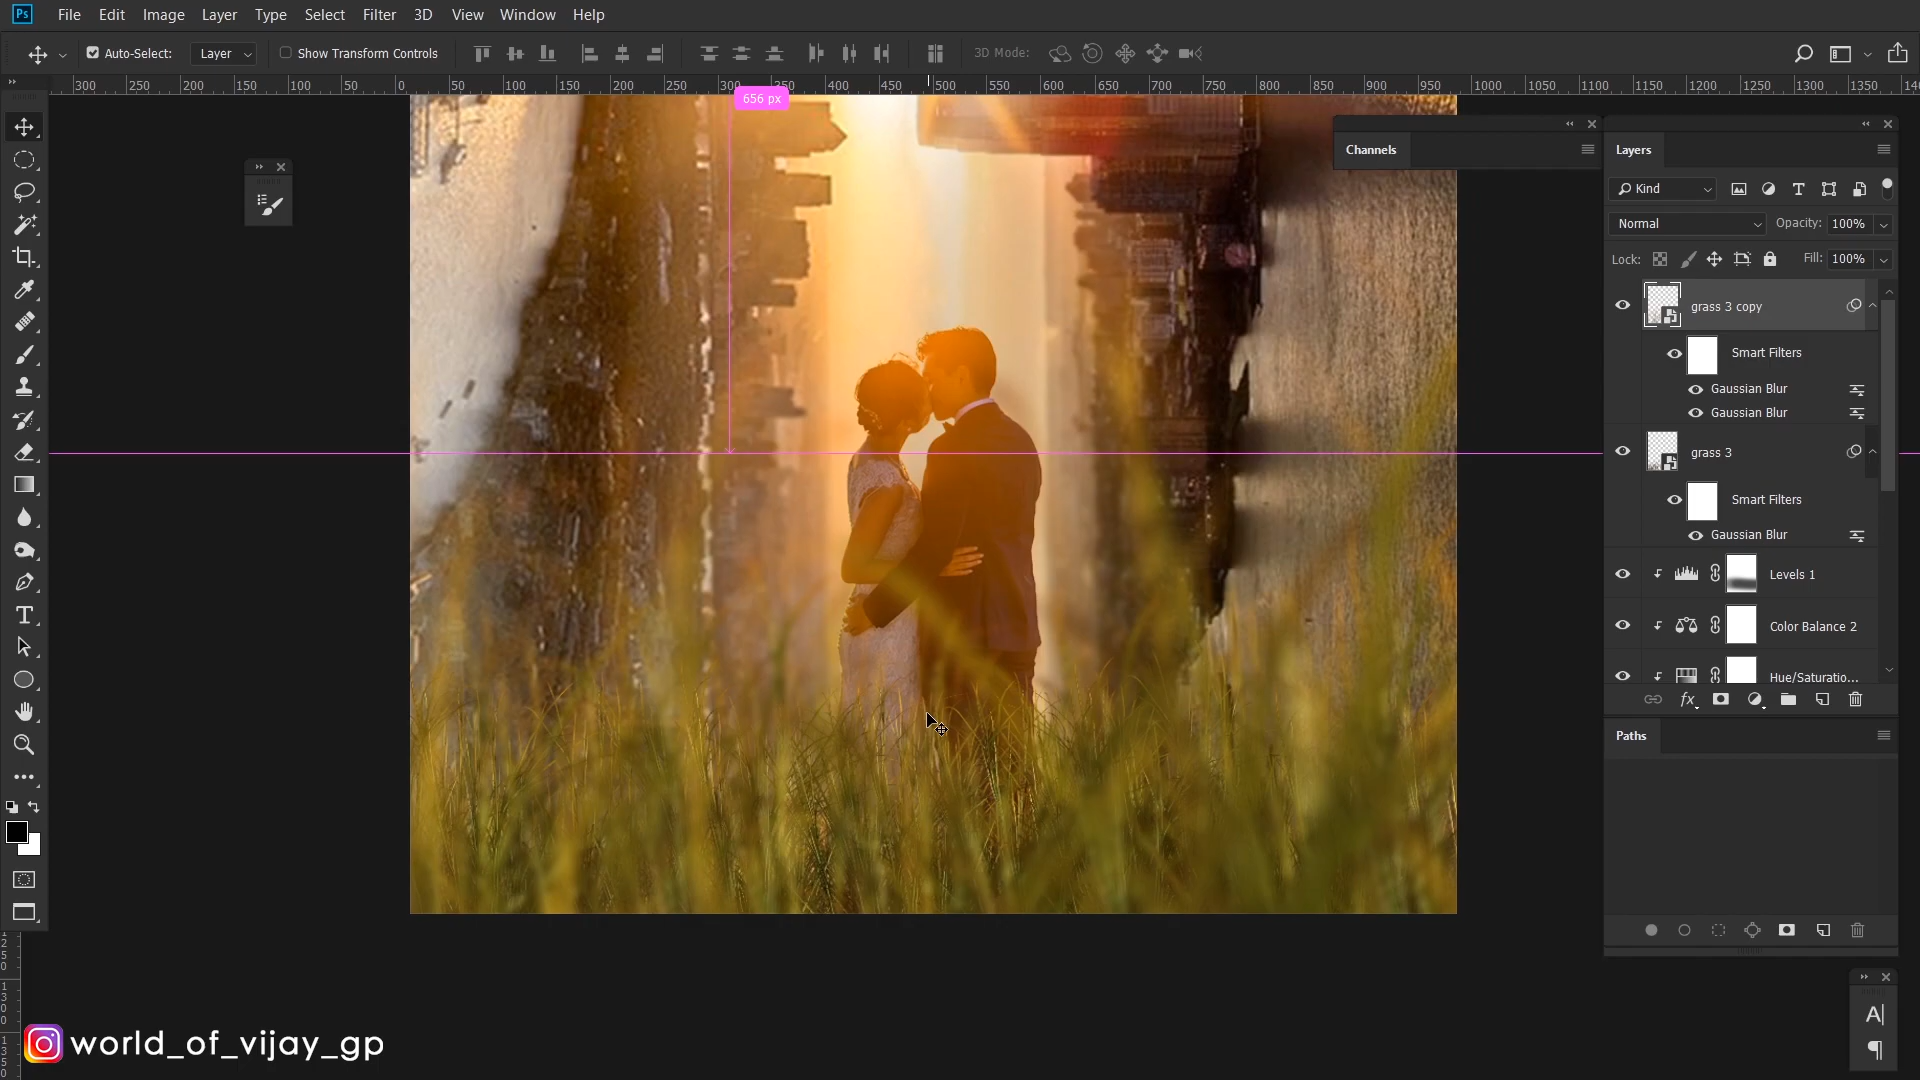 Ps File Edit Image Layer Type Select Filter 3D View Window Help
Auto-Select: Layer Show Transform Controls 3D Mode:
300 250 200 150 100 50 0 50 100 150 200 250 300 350 400 450 500 550 600 650 700 750 800 850 900 950 1000 1050 1100 1150 1200 1250 1300 1350
656 px
Channels
Layers
Kind
Normal Opacity: 100%
Lock: Fill: 100%
grass 3 copy
Smart Filters
Gaussian Blur
Gaussian Blur
grass 3
Smart Filters
Gaussian Blur
Levels 1
Color Balance 2
Hue/Saturatio...
Paths
world_of_vijay_gp